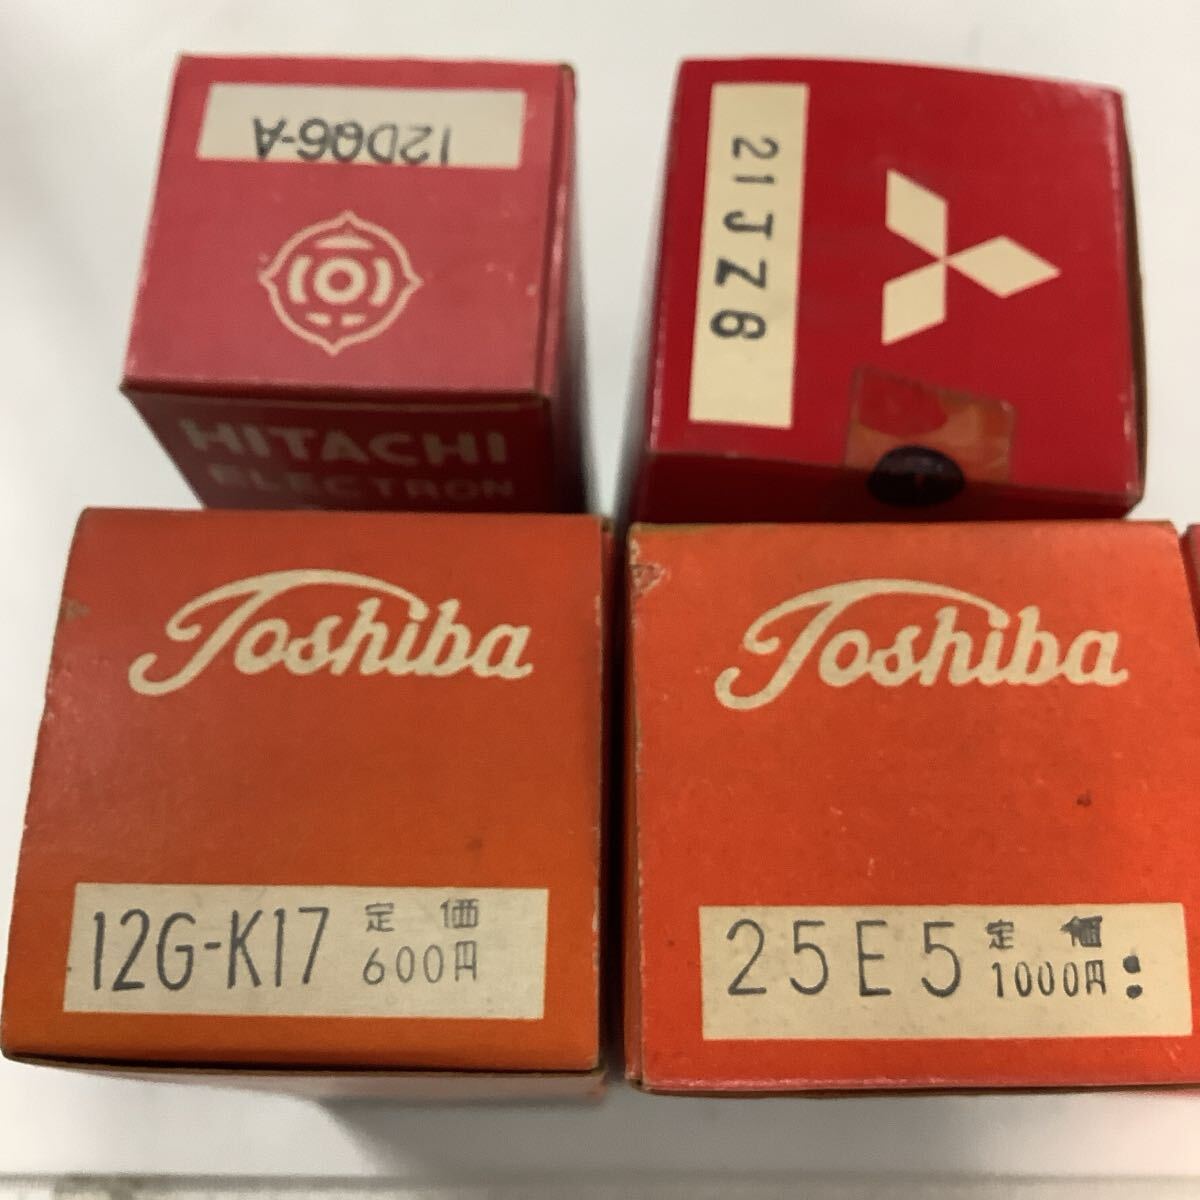 12DQ6-A
HITACHI
ELECTRON
21JZ6
Toshiba
12G-K17 定価
600円
Toshiba
25E5 定価
1000円